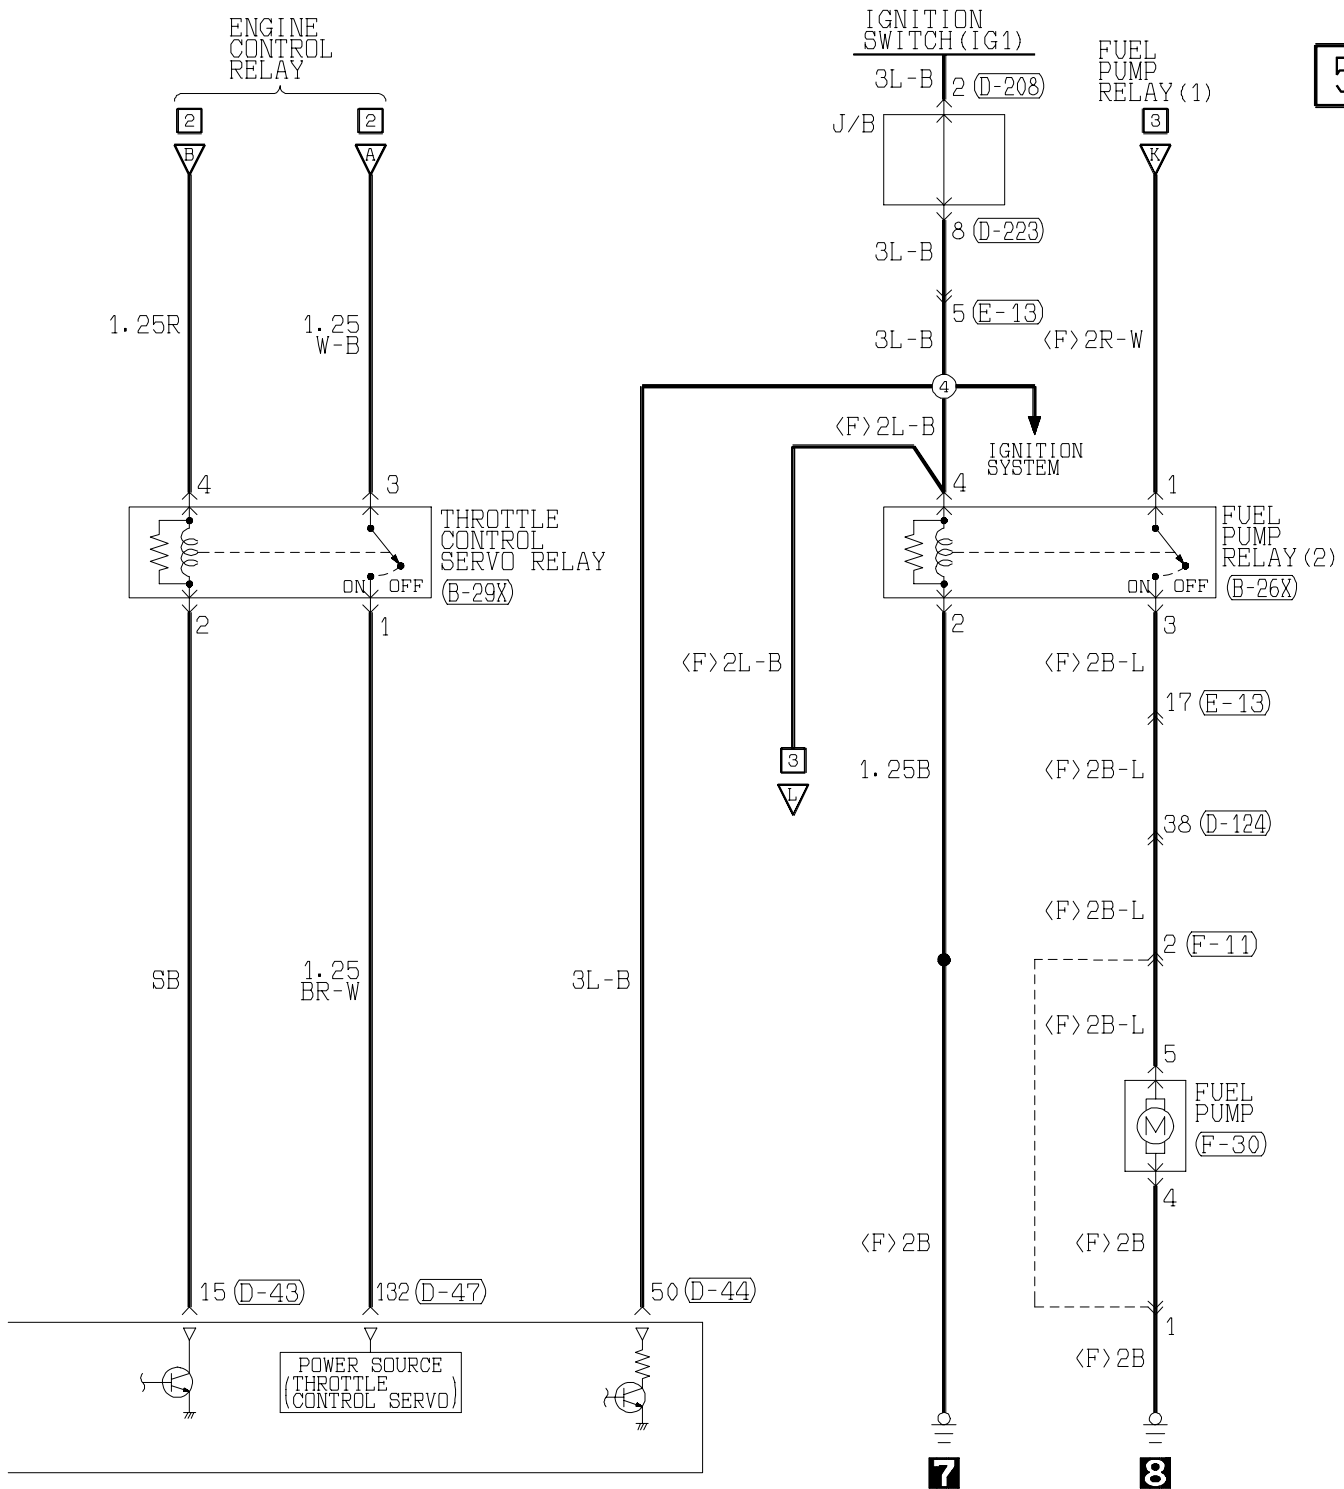 ENGINE
CONTROL
RELAY
IGNITION
SWITCH(IG1)
FUEL
PUMP
RELAY(1)
5
3L-B
2 (D-208)
2
2
J/B
3
B
A
K
8 (D-223)
3L-B
5 (E-13)
1.25R
1.25
W-B
3L-B
<F>2R-W
4
<F>2L-B
IGNITION
SYSTEM
4
3
4
1
THROTTLE
CONTROL
SERVO RELAY
(B-29X)
ON
OFF
FUEL
PUMP
RELAY(2)
(B-26X)
ON
OFF
2
1
2
3
<F>2L-B
<F>2B-L
17 (E-13)
3
L
1.25B
<F>2B-L
38 (D-124)
<F>2B-L
2 (F-11)
SB
1.25
BR-W
3L-B
<F>2B-L
5
M
FUEL
PUMP
(F-30)
4
<F>2B
<F>2B
15 (D-43)
132 (D-47)
50 (D-44)
1
POWER SOURCE
(THROTTLE
CONTROL SERVO)
<F>2B
7
8